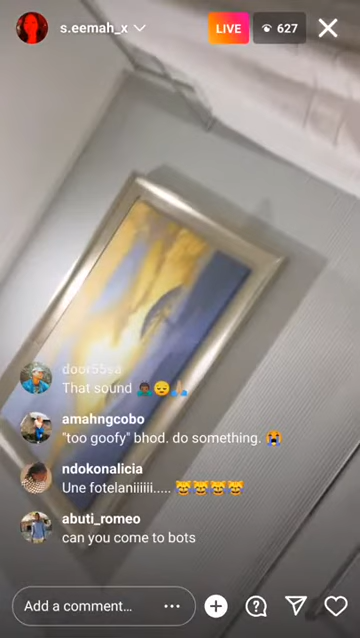 s.eemah_x
LIVE
627
door55za
That sound 🙇🏾‍♂️😔🙏🏼
amahngcobo
"too goofy" bhod. do something. 😭
ndokonalicia
Une fotelaniiiiii..... 😹😹😹😹
abuti_romeo
can you come to bots
Add a comment...